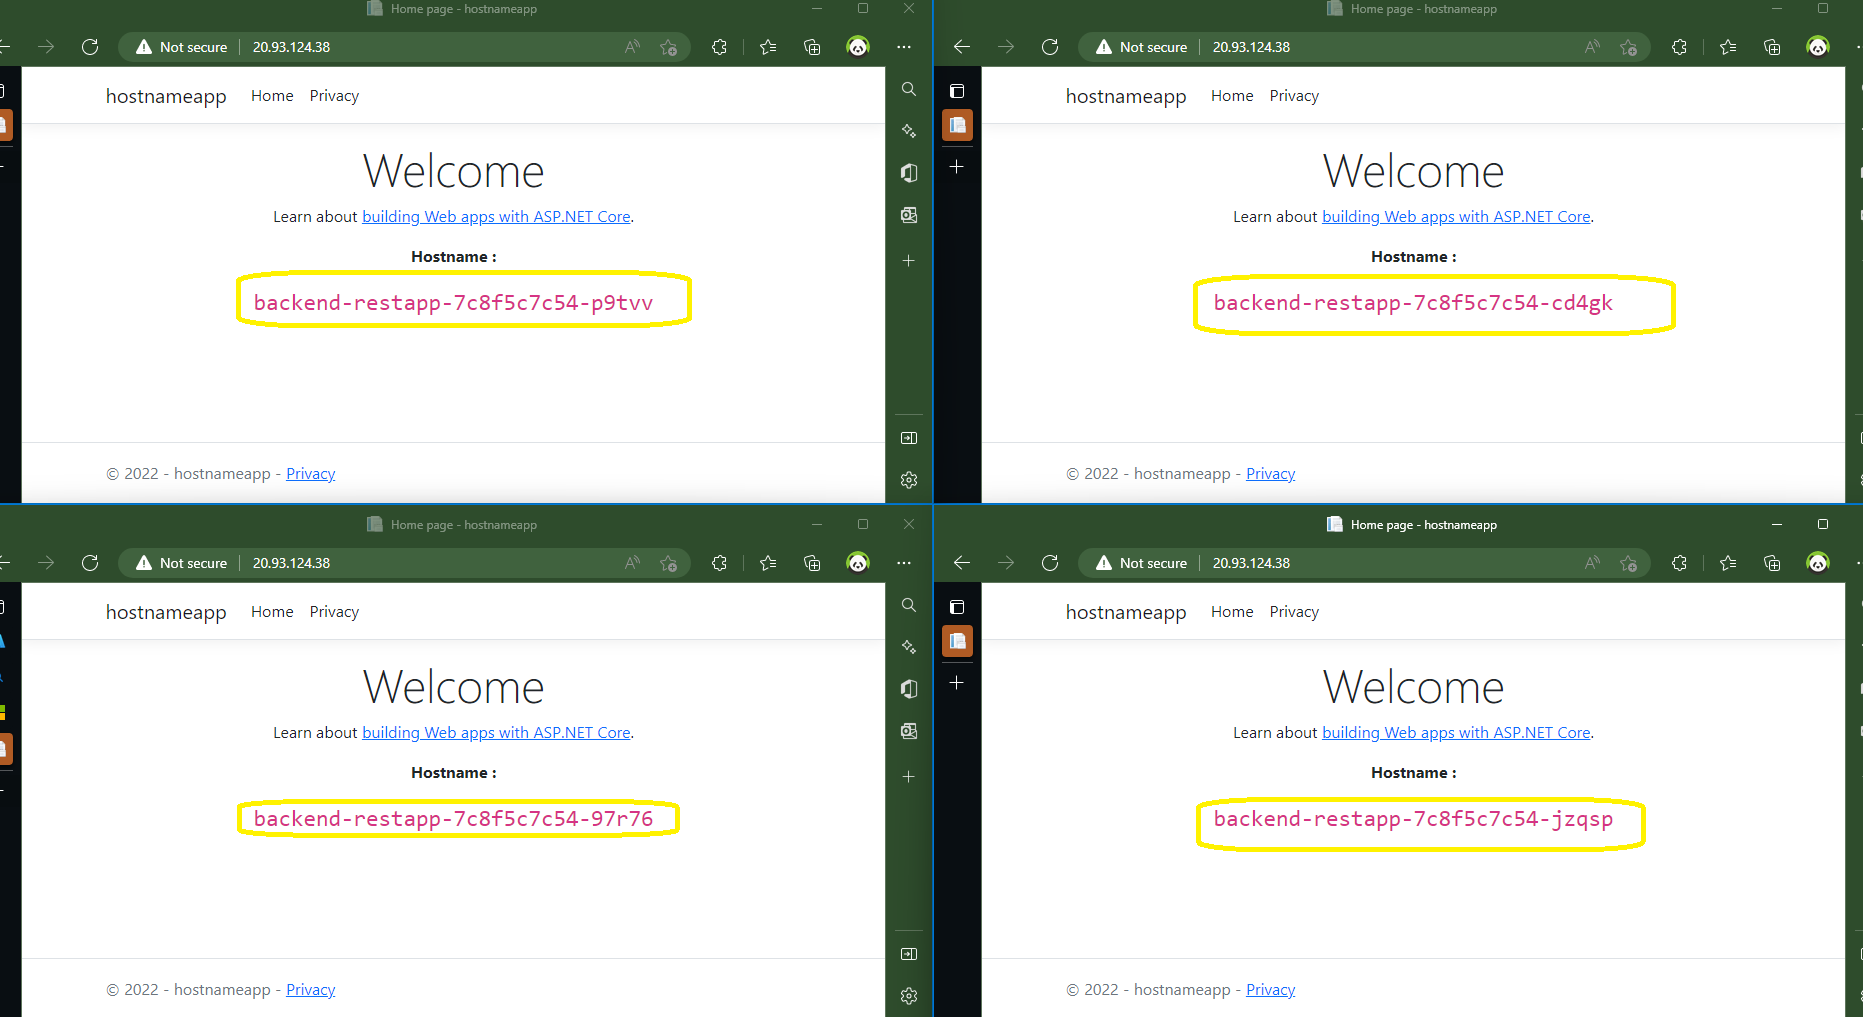 Home page - hostnameapp
Not secure 20.93.124.38
hostnameapp Home Privacy
Welcome
Learn about building Web apps with ASP.NET Core.
Hostname :
backend-restapp-7c8f5c7c54-p9tvv
© 2022 - hostnameapp - Privacy
Home page - hostnameapp
Not secure 20.93.124.38
hostnameapp Home Privacy
Welcome
Learn about building Web apps with ASP.NET Core.
Hostname :
backend-restapp-7c8f5c7c54-cd4gk
© 2022 - hostnameapp - Privacy
Home page - hostnameapp
Not secure 20.93.124.38
hostnameapp Home Privacy
Welcome
Learn about building Web apps with ASP.NET Core.
Hostname :
backend-restapp-7c8f5c7c54-97r76
© 2022 - hostnameapp - Privacy
Home page - hostnameapp
Not secure 20.93.124.38
hostnameapp Home Privacy
Welcome
Learn about building Web apps with ASP.NET Core.
Hostname :
backend-restapp-7c8f5c7c54-jzqsp
© 2022 - hostnameapp - Privacy